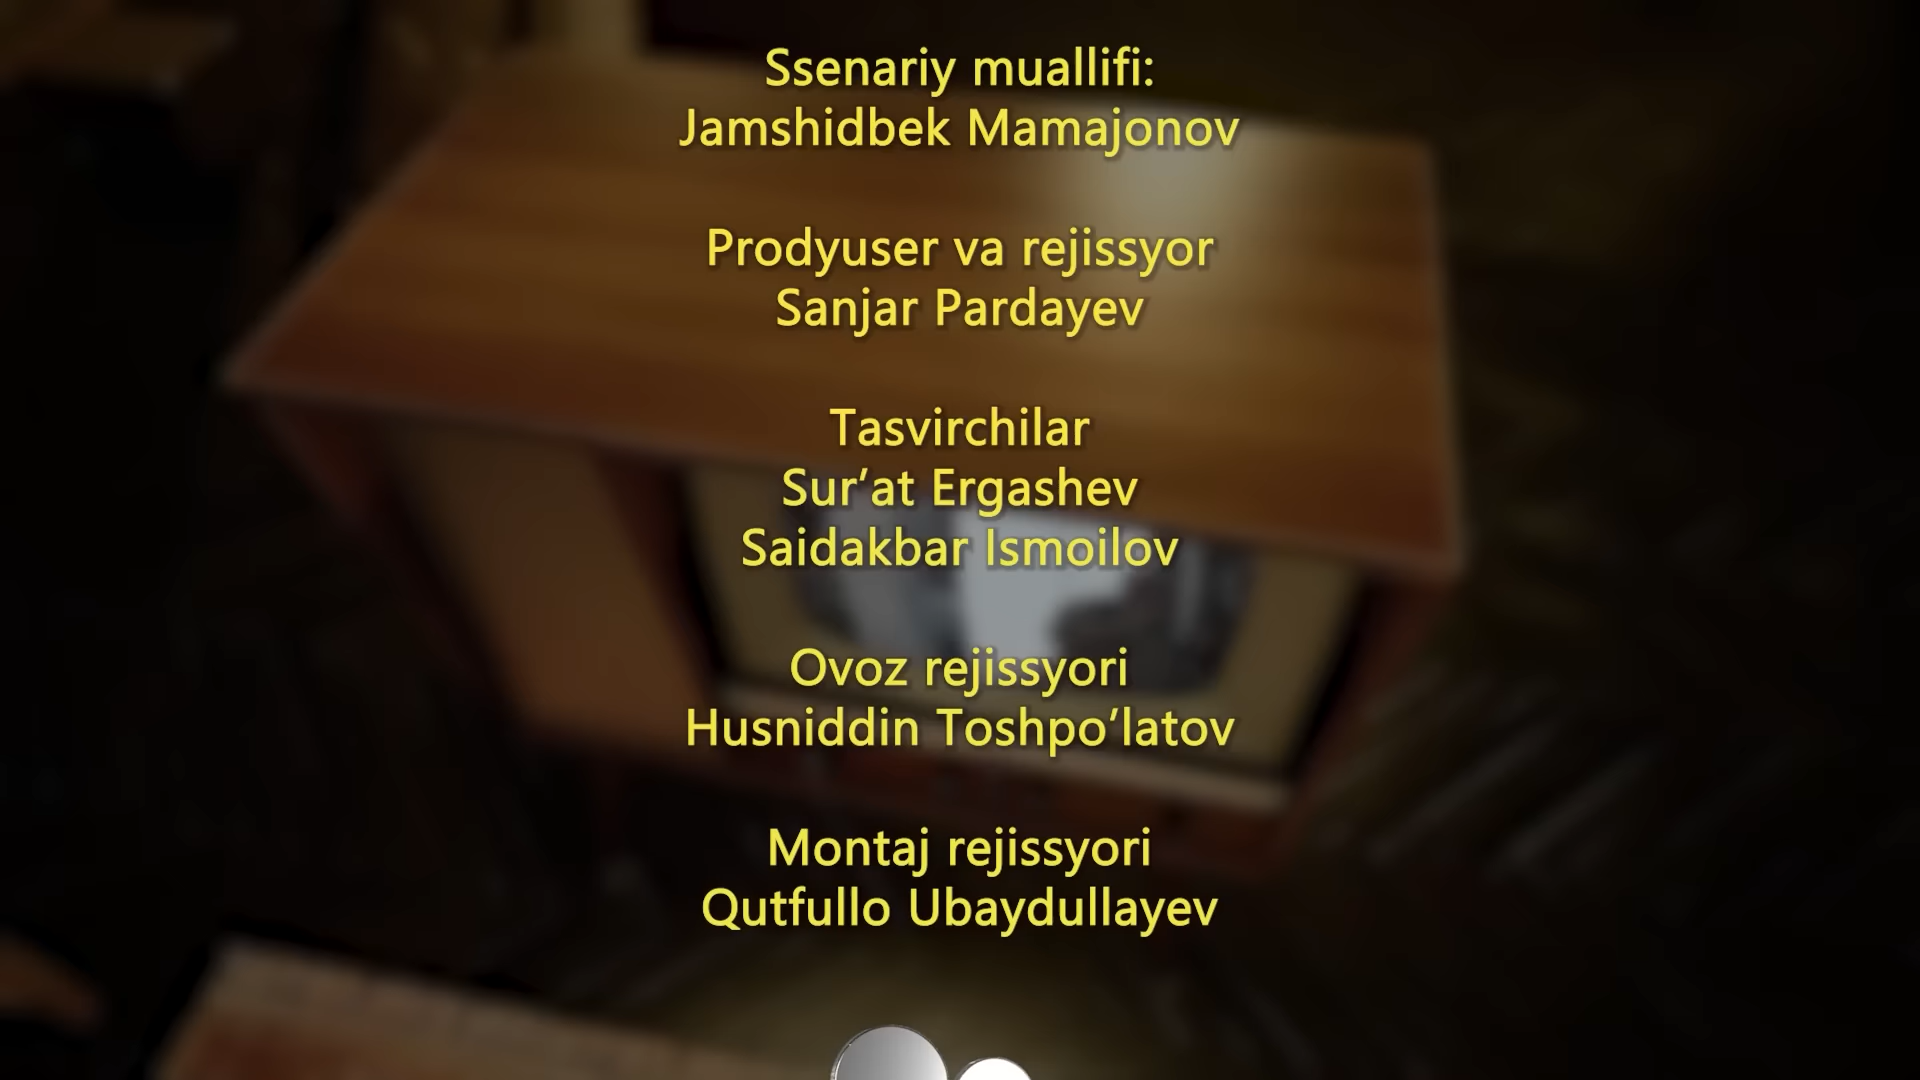 Ssenariy muallifi:
Jamshidbek Mamajonov
Prodyuser va rejissyor
Sanjar Pardayev
Tasvirchilar
Sur’at Ergashev
Saidakbar Ismoilov
Ovoz rejissyori
Husniddin Toshpo’latov
Montaj rejissyori
Qutfullo Ubaydullayev